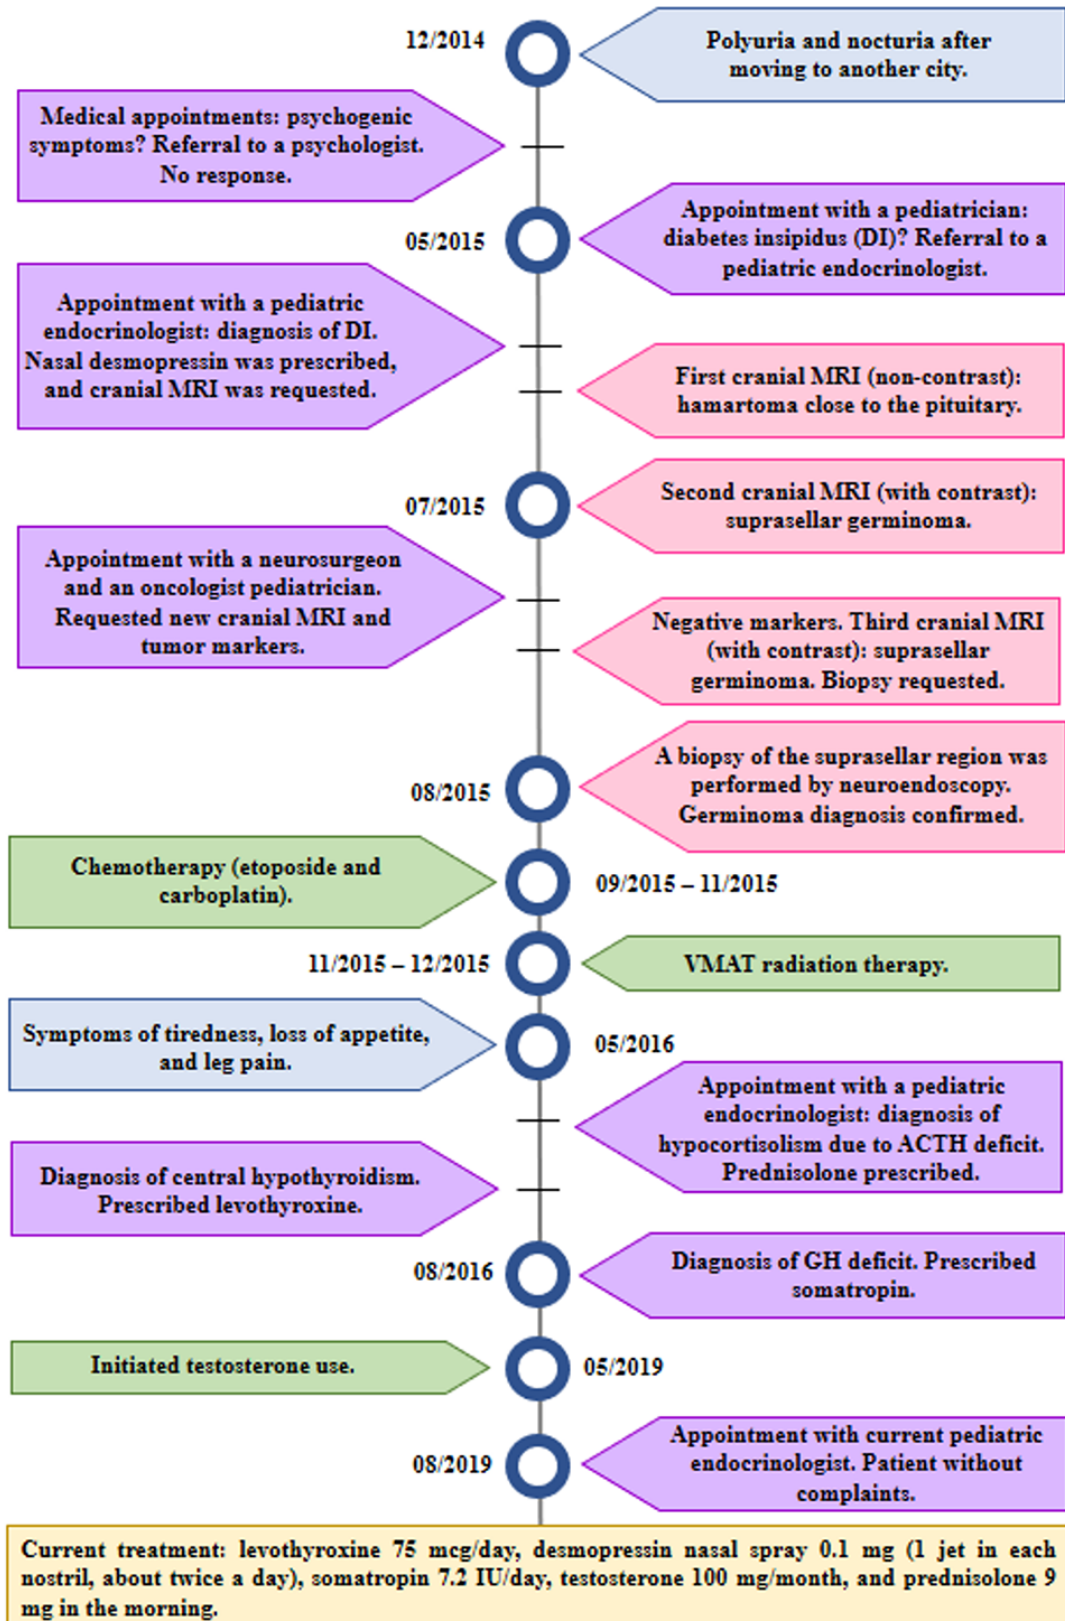 12/2014
Polyuria and nocturia after
moving to another city.
Medical appointments: psychogenic
symptoms? Referral to a psychologist.
No response.
05/2015
Appointment with a pediatrician:
diabetes insipidus (DI)? Referral to a
pediatric endocrinologist.
Appointment with a pediatric
endocrinologist: diagnosis of DI.
Nasal desmopressin was prescribed,
and cranial MRI was requested.
First cranial MRI (non-contrast):
hamartoma close to the pituitary.
07/2015
Second cranial MRI (with contrast):
suprasellar germinoma.
Appointment with a neurosurgeon
and an oncologist pediatrician.
Requested new cranial MRI and
tumor markers.
Negative markers. Third cranial MRI
(with contrast): suprasellar
germinoma. Biopsy requested.
08/2015
A biopsy of the suprasellar region was
performed by neuroendoscopy.
Germinoma diagnosis confirmed.
Chemotherapy (etoposide and
carboplatin).
09/2015 – 11/2015
11/2015 – 12/2015
VMAT radiation therapy.
Symptoms of tiredness, loss of appetite,
and leg pain.
05/2016
Appointment with a pediatric
endocrinologist: diagnosis of
hypocortisolism due to ACTH deficit.
Prednisolone prescribed.
Diagnosis of central hypothyroidism.
Prescribed levothyroxine.
08/2016
Diagnosis of GH deficit. Prescribed
somatropin.
Initiated testosterone use.
05/2019
08/2019
Appointment with current pediatric
endocrinologist. Patient without
complaints.
Current treatment: levothyroxine 75 mcg/day, desmopressin nasal spray 0.1 mg (1 jet in each
nostril, about twice a day), somatropin 7.2 IU/day, testosterone 100 mg/month, and prednisolone 9
mg in the morning.